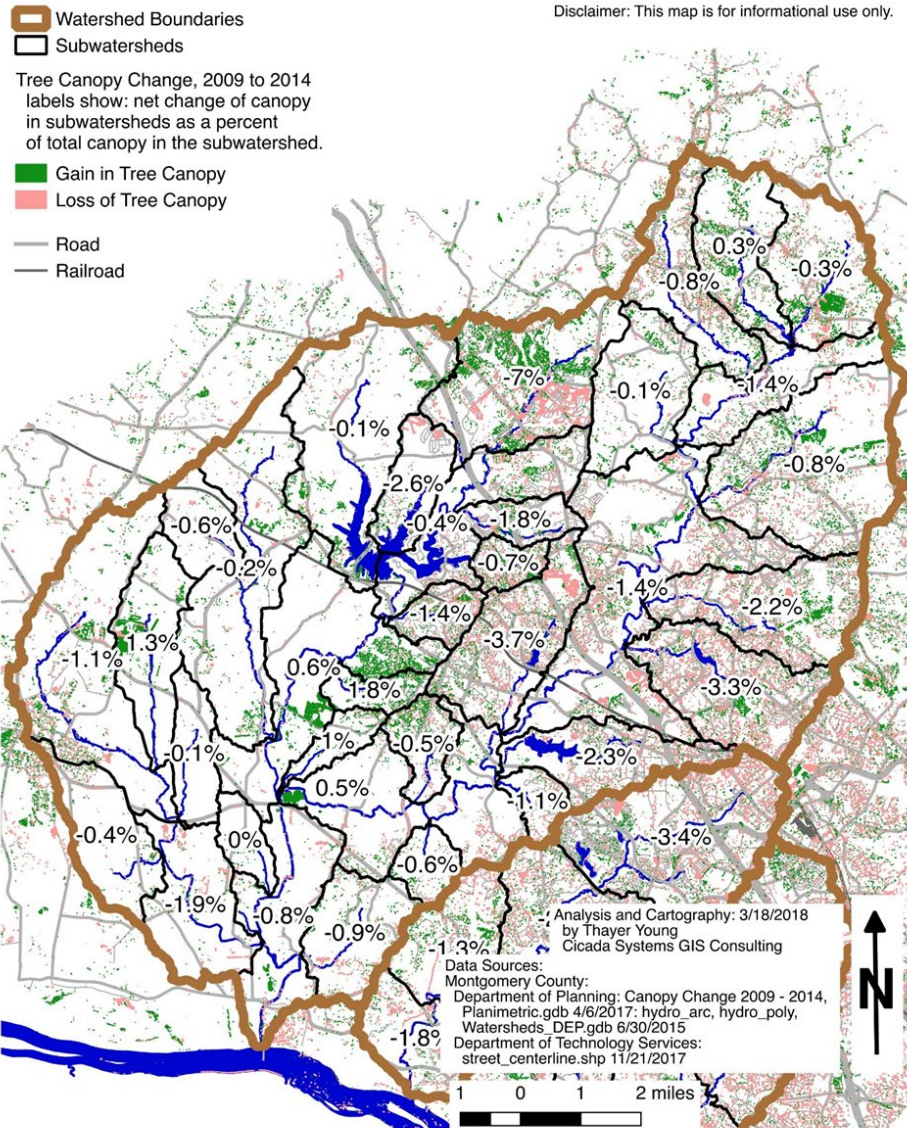 Watershed Boundaries
Subwatersheds
Disclaimer: This map is for informational use only.
Tree Canopy Change, 2009 to 2014
labels show: net change of canopy
in subwatersheds as a percent
of total canopy in the subwatershed.
Gain in Tree Canopy
Loss of Tree Canopy
Road
Railroad
0.3%
-0.3%
-0.8%
-7%
-0.1%
-1.4%
-0.1%
-0.8%
-2.6%
-0.4%
-1.8%
-0.6%
-0.2%
-0.7%
-1.4%
-1.4%
-2.2%
1.3%
-1.1%
-3.7%
0.6%
1.8%
-3.3%
1%
-0.5%
-0.1%
-2.3%
0.5%
-1.1%
-0.4%
0%
-3.4%
-0.6%
-1.9%
-0.8%
-0.9%
-1.3%
-1.8%
Analysis and Cartography: 3/18/2018
by Thayer Young
Cicada Systems GIS Consulting
Data Sources:
Montgomery County:
Department of Planning: Canopy Change 2009 - 2014,
Planimetric.gdb 4/6/2017: hydro_arc, hydro_poly,
Watersheds_DEP.gdb 6/30/2015
Department of Technology Services:
street_centerline.shp 11/21/2017
N
1 0 1 2 miles